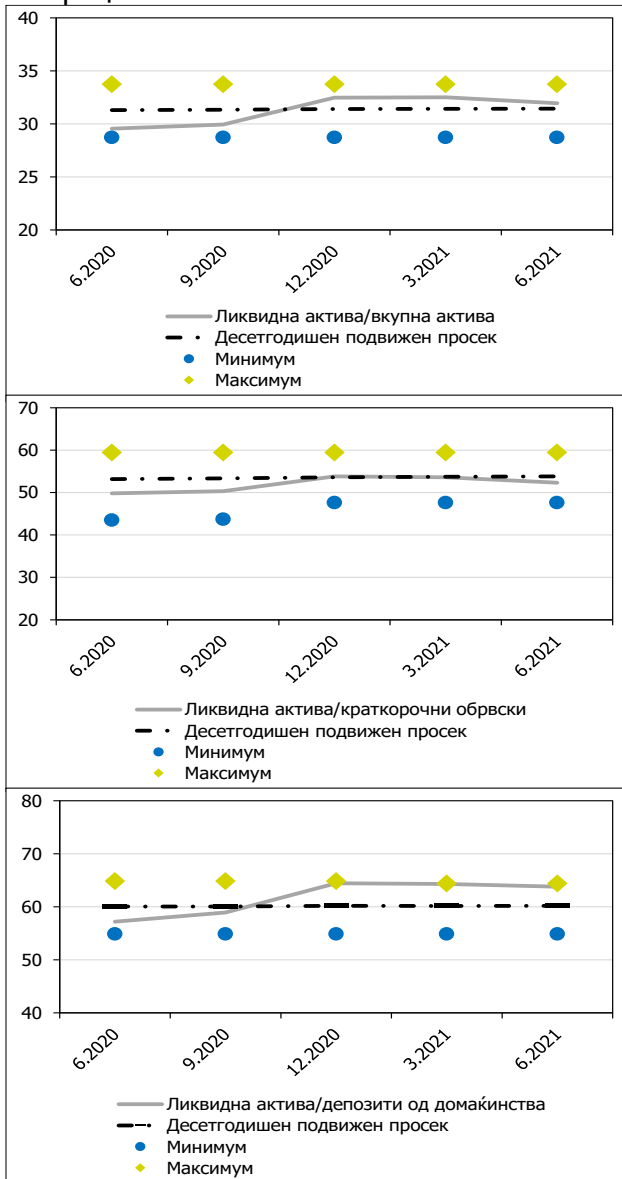 40
35
30
25
20
6.2020
9.2020
12.2020
3.2021
6.2021
Ликвидна актива/вкупна актива
Десетгодишен подвижен просек
Минимум
Максимум
70
60
50
40
30
20
6.2020
9.2020
12.2020
3.2021
6.2021
Ликвидна актива/краткорочни обрвски
Десетгодишен подвижен просек
Минимум
Максимум
80
70
60
50
40
6.2020
9.2020
12.2020
3.2021
6.2021
Ликвидна актива/депозити од домаќинства
Десетгодишен подвижен просек
Минимум
Максимум